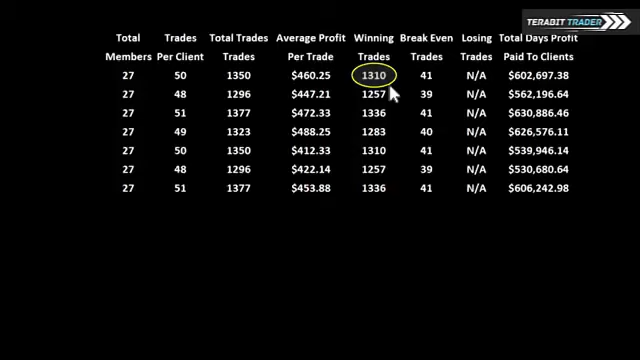 TERABIT TRADER
Total Trades Total Trades Average Profit Winning Break Even Losing Total Days Profit
Members Per Client Trades Per Trade Trades Trades Trades Paid To Clients
27 50 1350 $460.25 1310 41 N/A $602,697.38
27 48 1296 $447.21 1257 39 N/A $562,196.64
27 51 1377 $472.33 1336 41 N/A $630,886.46
27 49 1323 $488.25 1283 40 N/A $626,576.11
27 50 1350 $412.33 1310 41 N/A $539,946.14
27 48 1296 $422.14 1257 39 N/A $530,680.64
27 51 1377 $453.88 1336 41 N/A $606,242.98